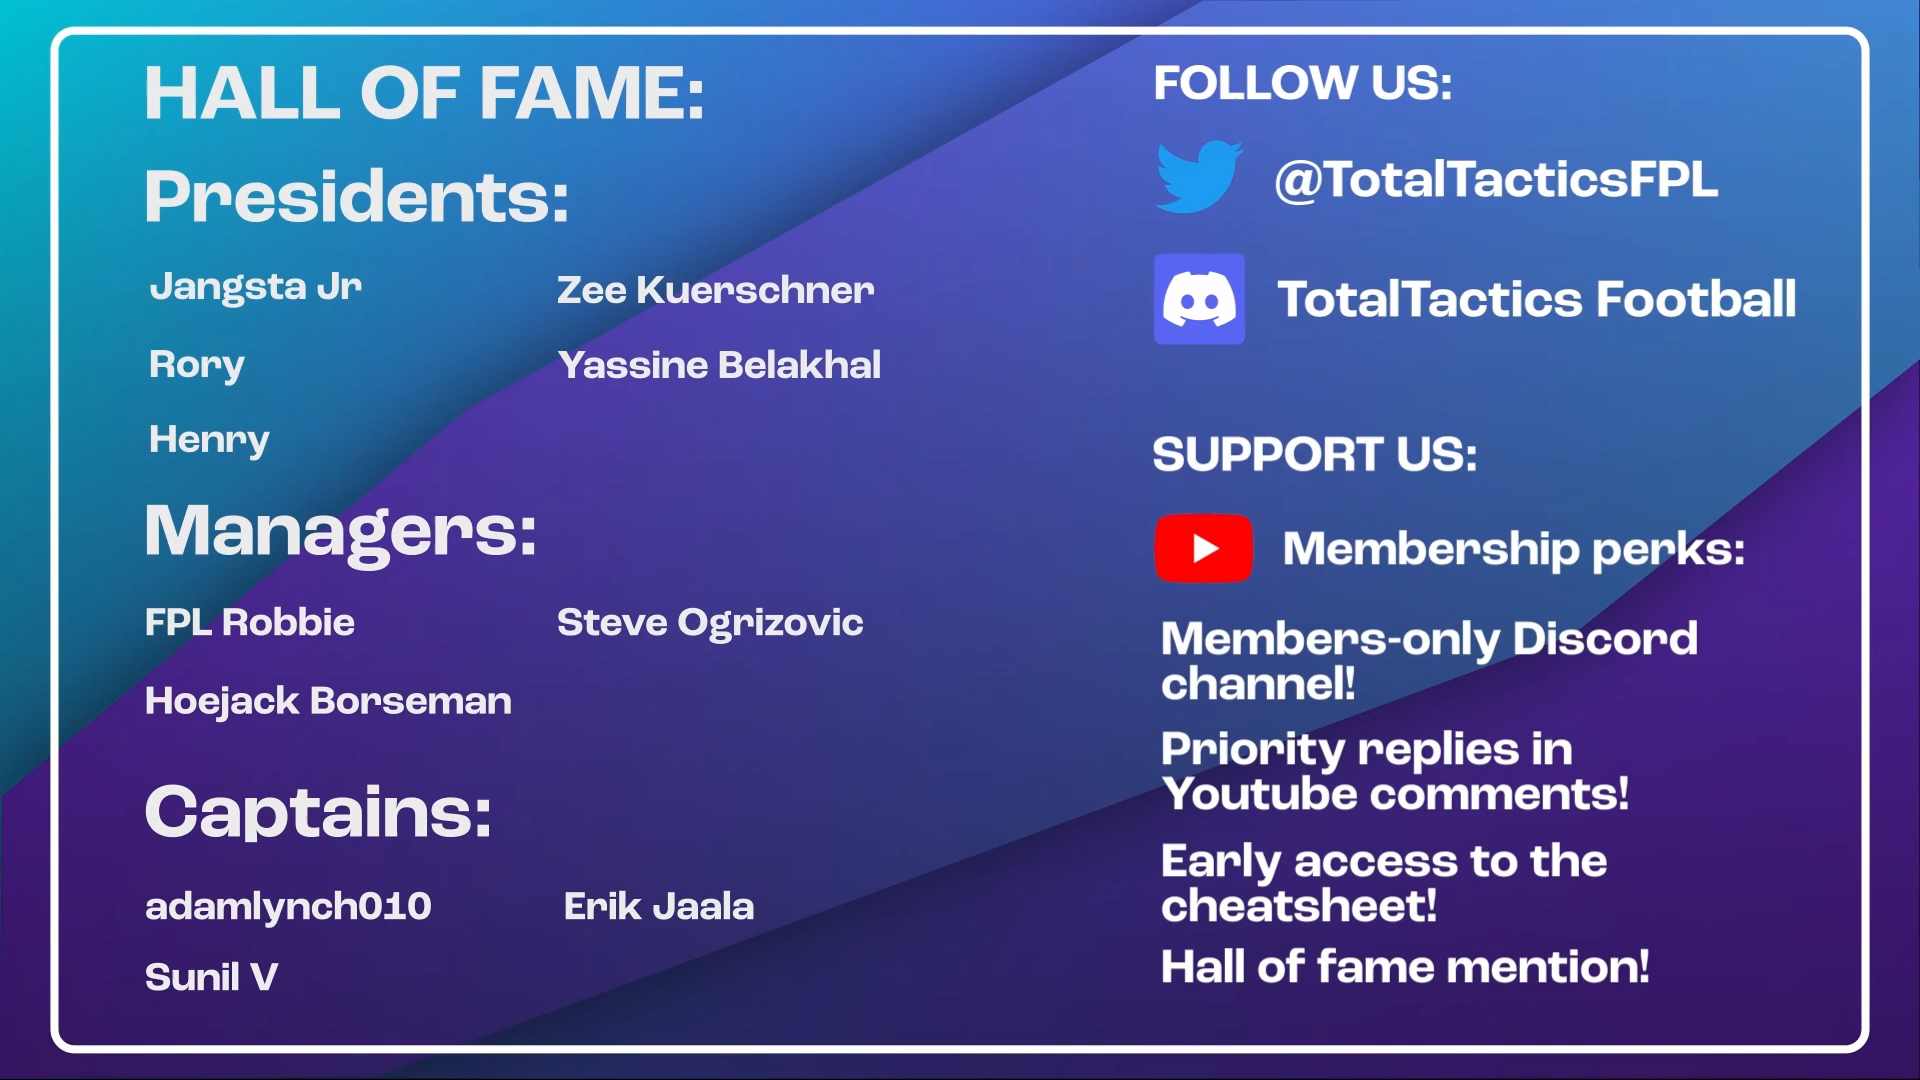 HALL OF FAME:
Presidents:
Jangsta Jr
Zee Kuerschner
Rory
Yassine Belakhal
Henry
Managers:
FPL Robbie
Steve Ogrizovic
Hoejack Borseman
Captains:
adamlynch010
Erik Jaala
Sunil V
FOLLOW US:
@TotalTacticsFPL
TotalTactics Football
SUPPORT US:
Membership perks:
Members-only Discord
channel!
Priority replies in
Youtube comments!
Early access to the
cheatsheet!
Hall of fame mention!